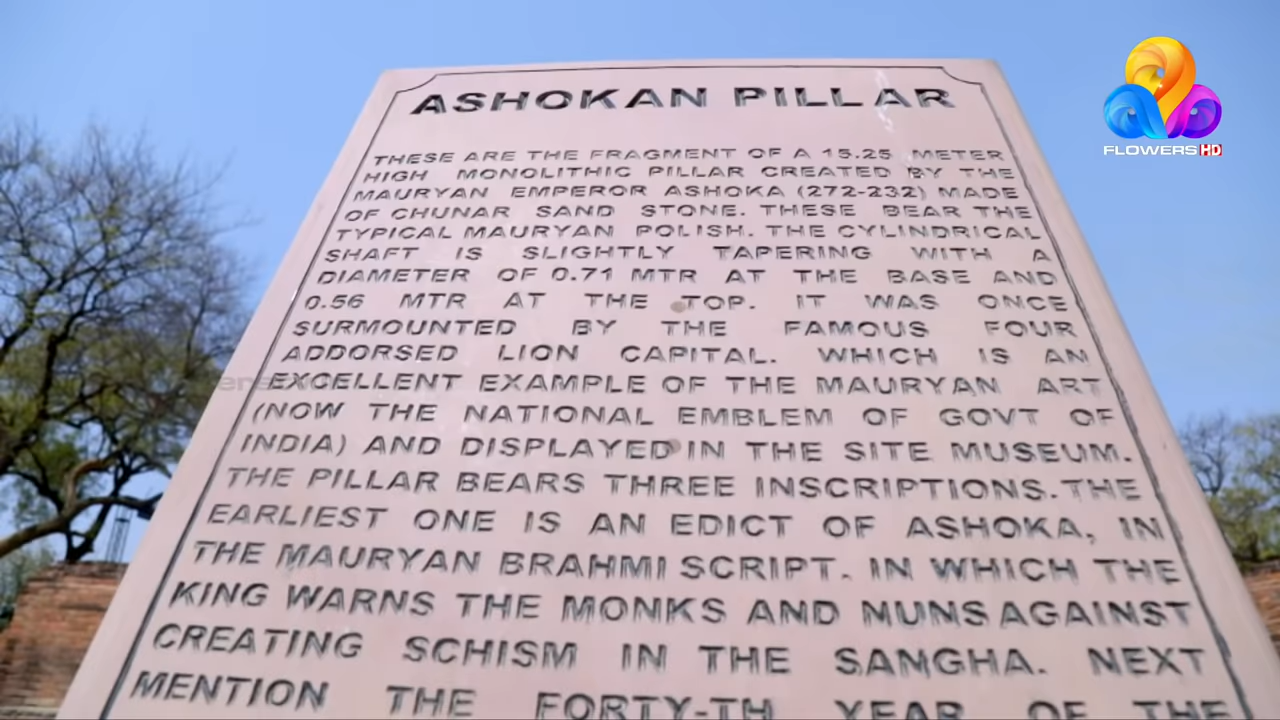 ASHOKAN PILLAR
THESE ARE THE FRAGMENT OF A 15.25 METER
HIGH MONOLITHIC PILLAR CREATED BY THE
MAURYAN EMPEROR ASHOKA (272-232) MADE
OF CHUNAR SAND STONE. THESE BEAR THE
TYPICAL MAURYAN POLISH. THE CYLINDRICAL
SHAFT IS SLIGHTLY TAPERING WITH A
DIAMETER OF 0.71 MTR AT THE BASE AND
0.56 MTR AT THE TOP. IT WAS ONCE
SURMOUNTED BY THE FAMOUS FOUR
ADDORSED LION CAPITAL. WHICH IS AN
EXCELLENT EXAMPLE OF THE MAURYAN ART
(NOW THE NATIONAL EMBLEM OF GOVT OF
INDIA) AND DISPLAYED IN THE SITE MUSEUM.
THE PILLAR BEARS THREE INSCRIPTIONS. THE
EARLIEST ONE IS AN EDICT OF ASHOKA, IN
THE MAURYAN BRAHMI SCRIPT. IN WHICH THE
KING WARNS THE MONKS AND NUNS AGAINST
CREATING SCHISM IN THE SANGHA. NEXT
MENTION THE FORTY-TH YEAR OF THE
FLOWERS HD